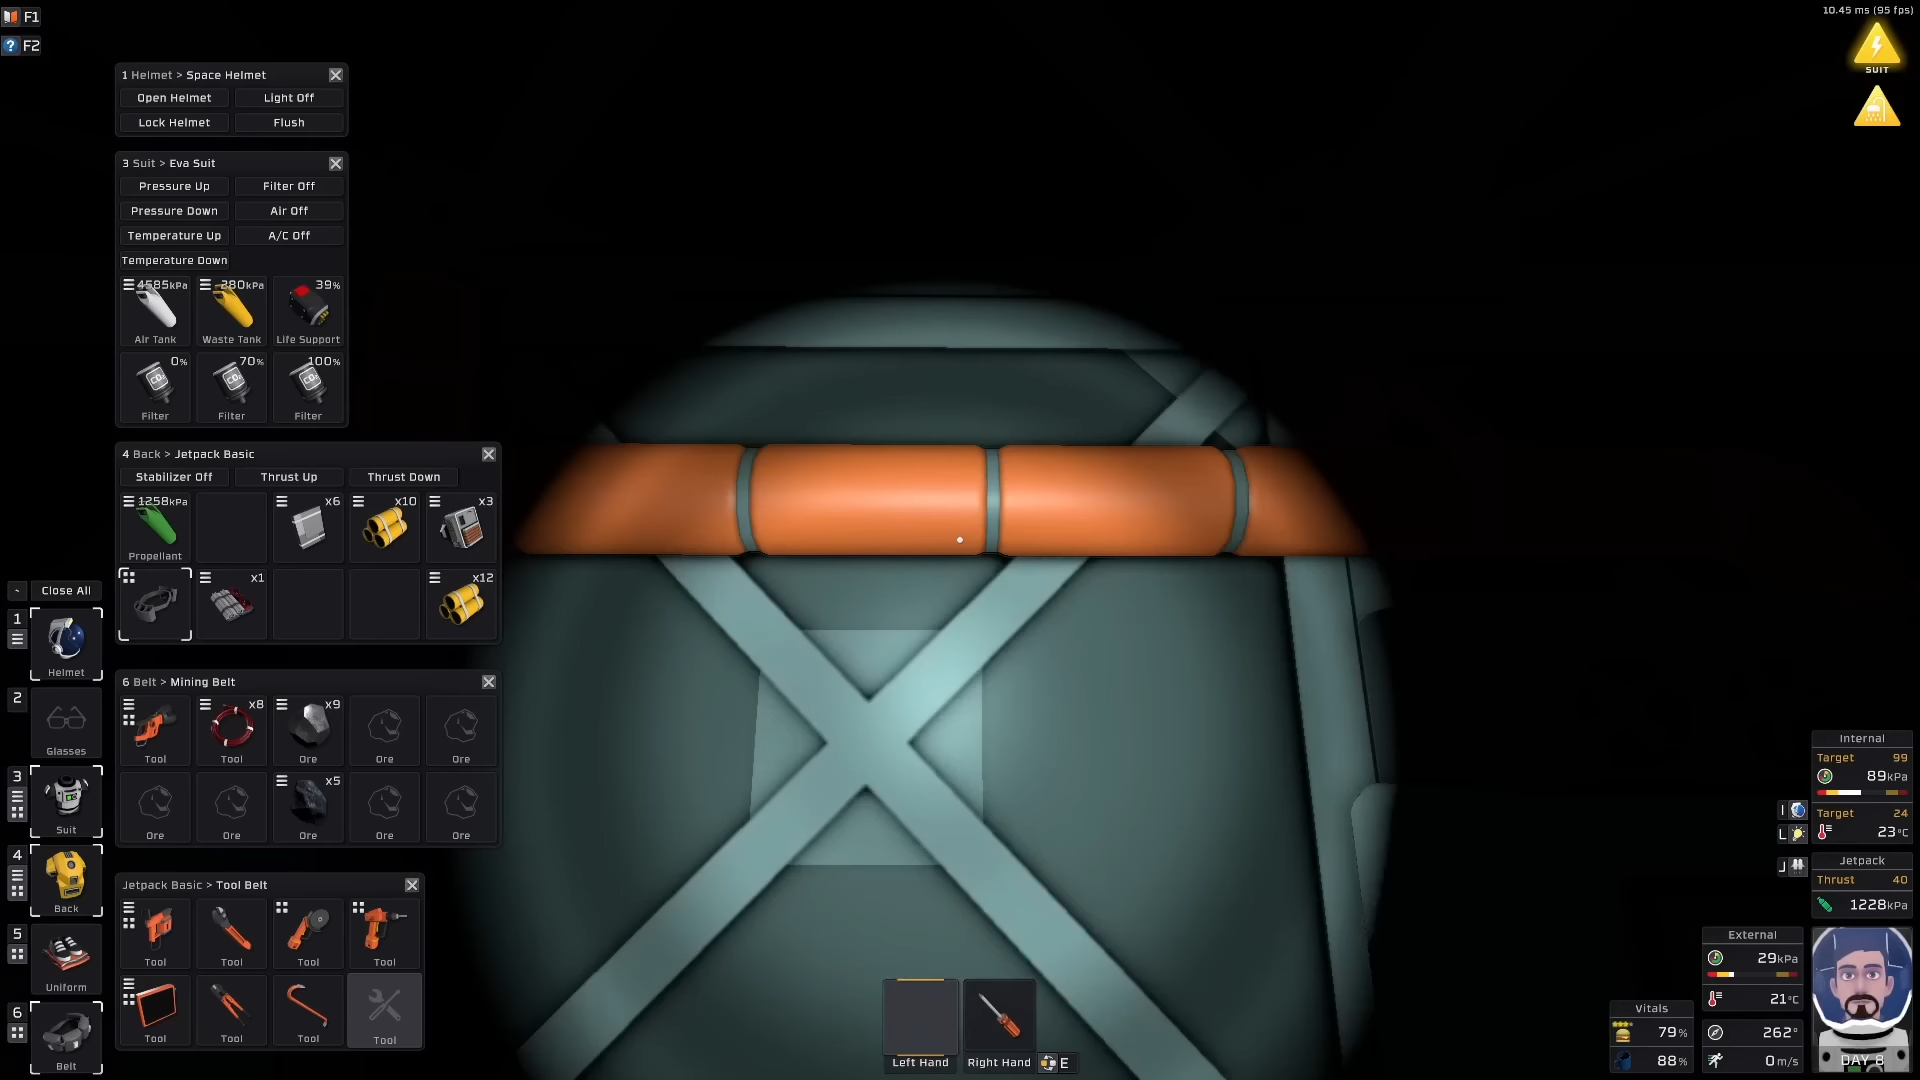 F1
10.45 ms (95 fps)
F2
SUIT
1 Helmet > Space Helmet
Open Helmet
Light Off
Lock Helmet
Flush
3 Suit > Eva Suit
Pressure Up
Filter Off
Pressure Down
Air Off
Temperature Up
A/C Off
Temperature Down
4585kPa
280kPa
39%
Air Tank
Waste Tank
Life Support
0%
70%
100%
Filter
Filter
Filter
4 Back > Jetpack Basic
Stabilizer Off
Thrust Up
Thrust Down
1258kPa
x6
x10
x3
Propellant
x1
x12
~
Close All
1
Helmet
2
Glasses
3
Suit
4
Back
5
Uniform
6
Belt
6 Belt > Mining Belt
x8
x9
Tool
Tool
Ore
Ore
Ore
x5
Ore
Ore
Ore
Ore
Ore
Jetpack Basic > Tool Belt
Tool
Tool
Tool
Tool
Tool
Tool
Tool
Tool
Left Hand
Right Hand
E
Internal
Target 99
89kPa
Target 24
I
L
23°C
Jetpack
J
Thrust 40
1228kPa
External
29kPa
21°C
Vitals
79%
262°
88%
0m/s
DAY 8